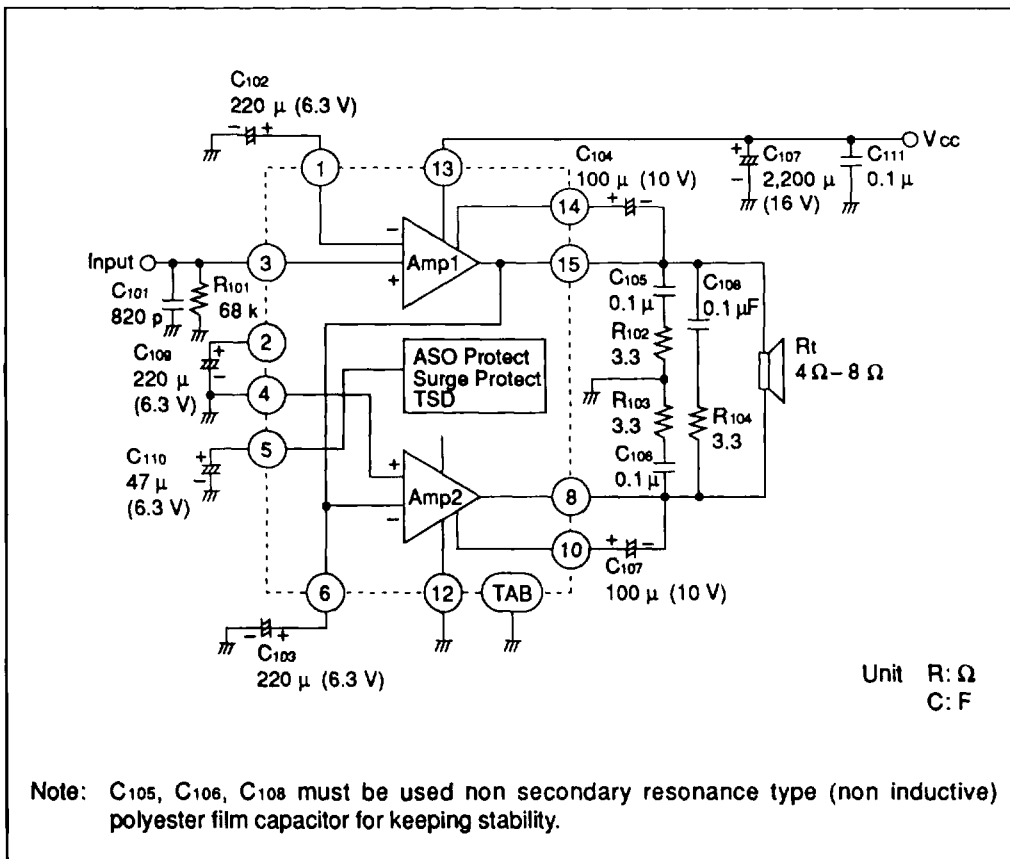 C102
220 μ (6.3 V)
- +
1
13
C104
100 μ (10 V)
+ -
14
+
-
C107
2,200 μ
(16 V)
C111
0.1 μ
Vcc
Input
3
-
Amp1
+
15
C101
820 p
R101
68 k
C105
0.1 μ
C108
0.1 μF
2
C109
220 μ
(6.3 V)
+
-
ASO Protect
Surge Protect
TSD
R102
3.3
Rt
4 Ω – 8 Ω
4
R103
3.3
R104
3.3
5
C110
47 μ
(6.3 V)
+
-
+
Amp2
-
C106
0.1 μ
8
10
+ -
C107
100 μ (10 V)
6
12
TAB
- +
C103
220 μ (6.3 V)
Unit R: Ω
C: F
Note: C105, C106, C108 must be used non secondary resonance type (non inductive)
polyester film capacitor for keeping stability.